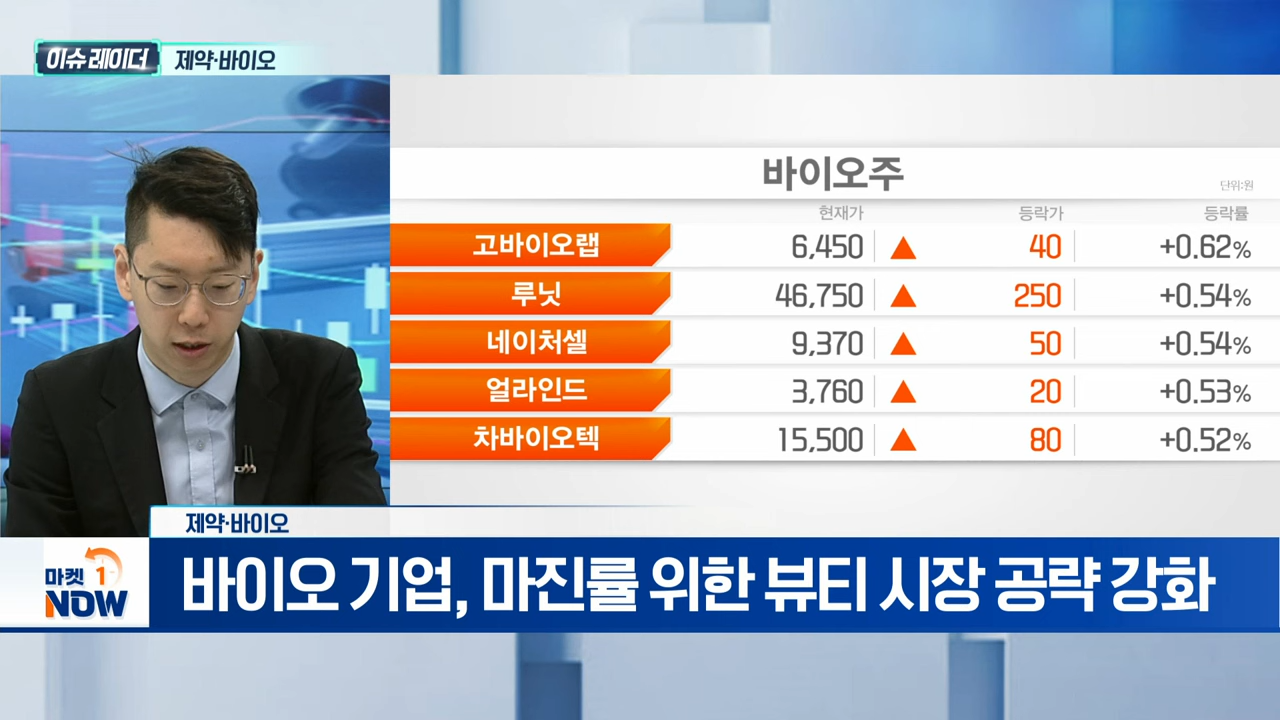 이슈 레이더 제약·바이오
바이오주
단위:원
현재가 등락가 등락률
고바이오랩 6,450 ▲ 40 +0.62%
루닛 46,750 ▲ 250 +0.54%
네이처셀 9,370 ▲ 50 +0.54%
얼라인드 3,760 ▲ 20 +0.53%
차바이오텍 15,500 ▲ 80 +0.52%
제약·바이오
마켓 1
NOW
바이오 기업, 마진률 위한 뷰티 시장 공략 강화